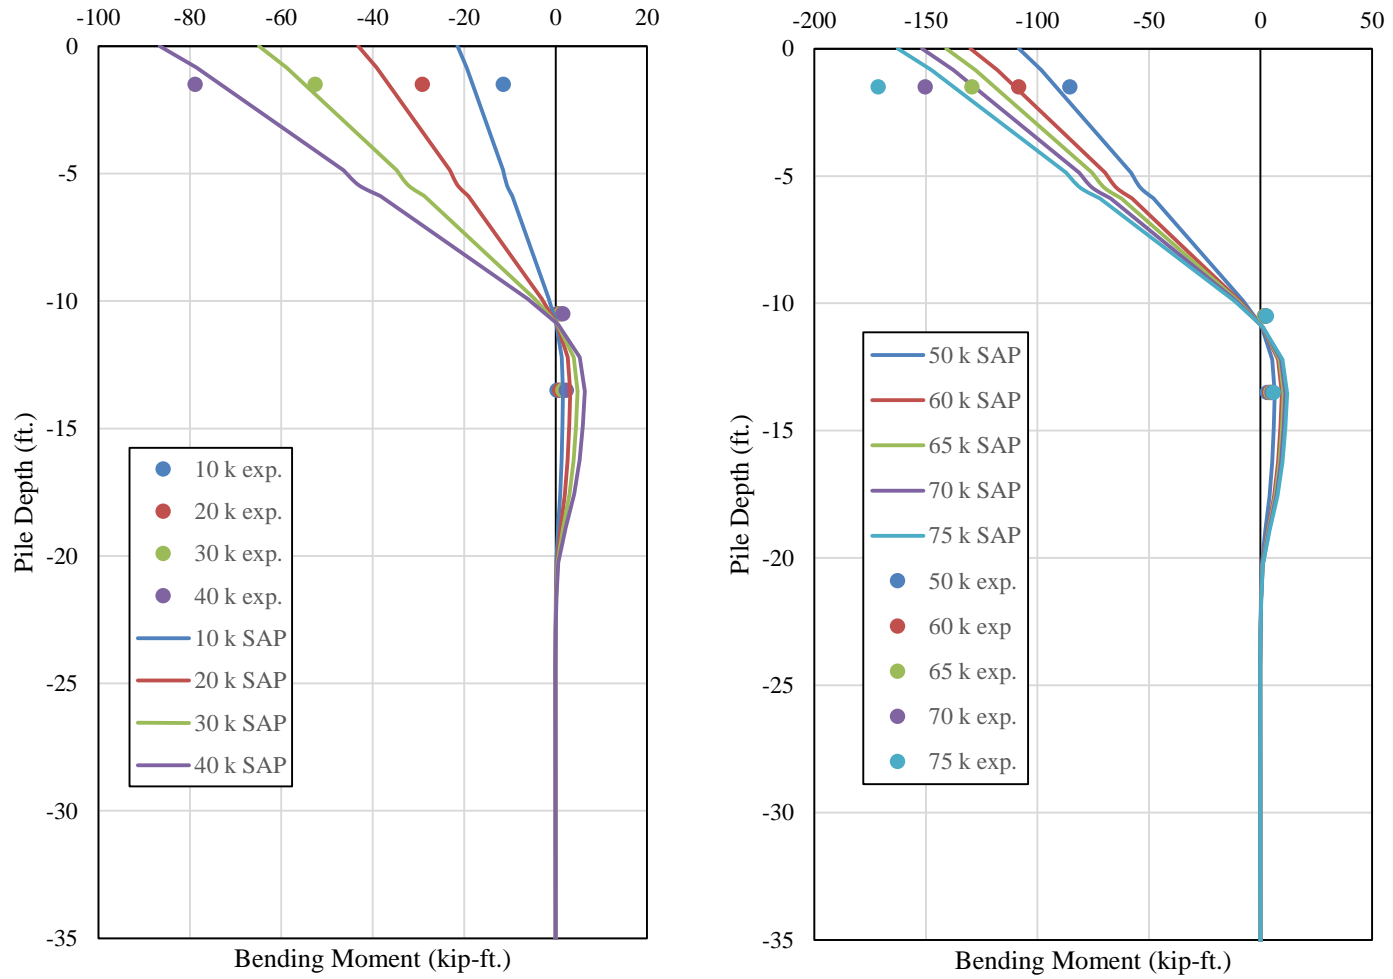 -100 -80 -60 -40 -20 0 20
0
-5
-10
-15
-20
-25
-30
-35
Pile Depth (ft.)
10 k exp.
20 k exp.
30 k exp.
40 k exp.
10 k SAP
20 k SAP
30 k SAP
40 k SAP
Bending Moment (kip-ft.)
-200 -150 -100 -50 0 50
0
-5
-10
-15
-20
-25
-30
-35
Pile Depth (ft.)
50 k SAP
60 k SAP
65 k SAP
70 k SAP
75 k SAP
50 k exp.
60 k exp
65 k exp.
70 k exp.
75 k exp.
Bending Moment (kip-ft.)